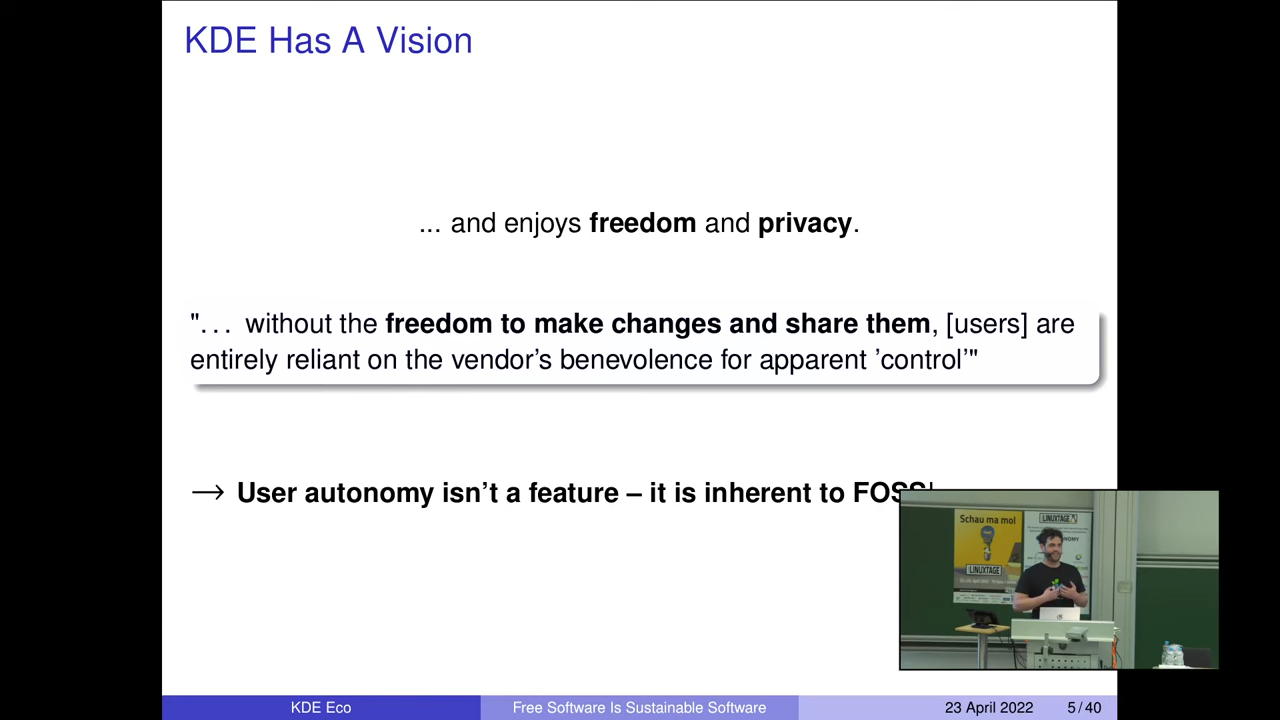 KDE Has A Vision
... and enjoys freedom and privacy.
"... without the freedom to make changes and share them, [users] are
entirely reliant on the vendor's benevolence for apparent 'control'"
→ User autonomy isn't a feature – it is inherent to FOSS!
Schau ma mol
LINUXTAGE
LINUXTAGE
KDE Eco
Free Software Is Sustainable Software
23 April 2022
5/40